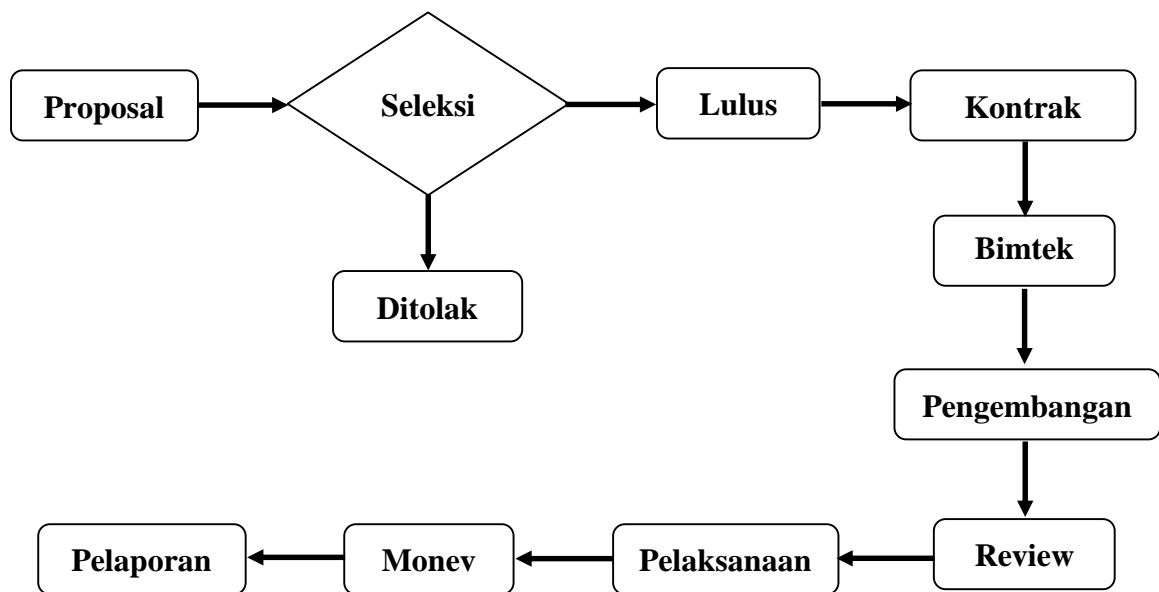 Proposal
Seleksi
Lulus
Kontrak
Ditolak
Bimtek
Pengembangan
Review
Pelaksanaan
Monev
Pelaporan